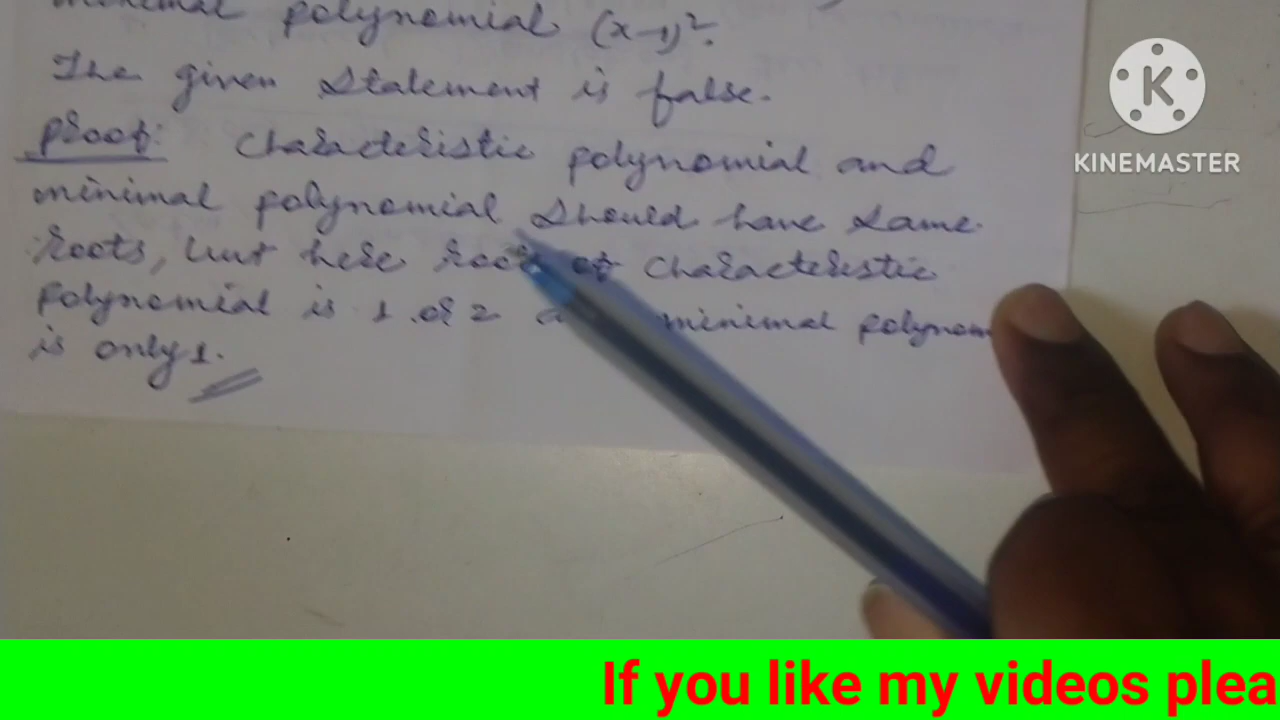 minimal polynomial (x-1)².
The given Statement is false.
Proof: Characteristic polynomial and
minimal polynomial Should have Same
roots, but here root of Characteristic
polynomial is 1 or 2 minimal polynom
is only 1.
K
KINEMASTER
If you like my videos plea